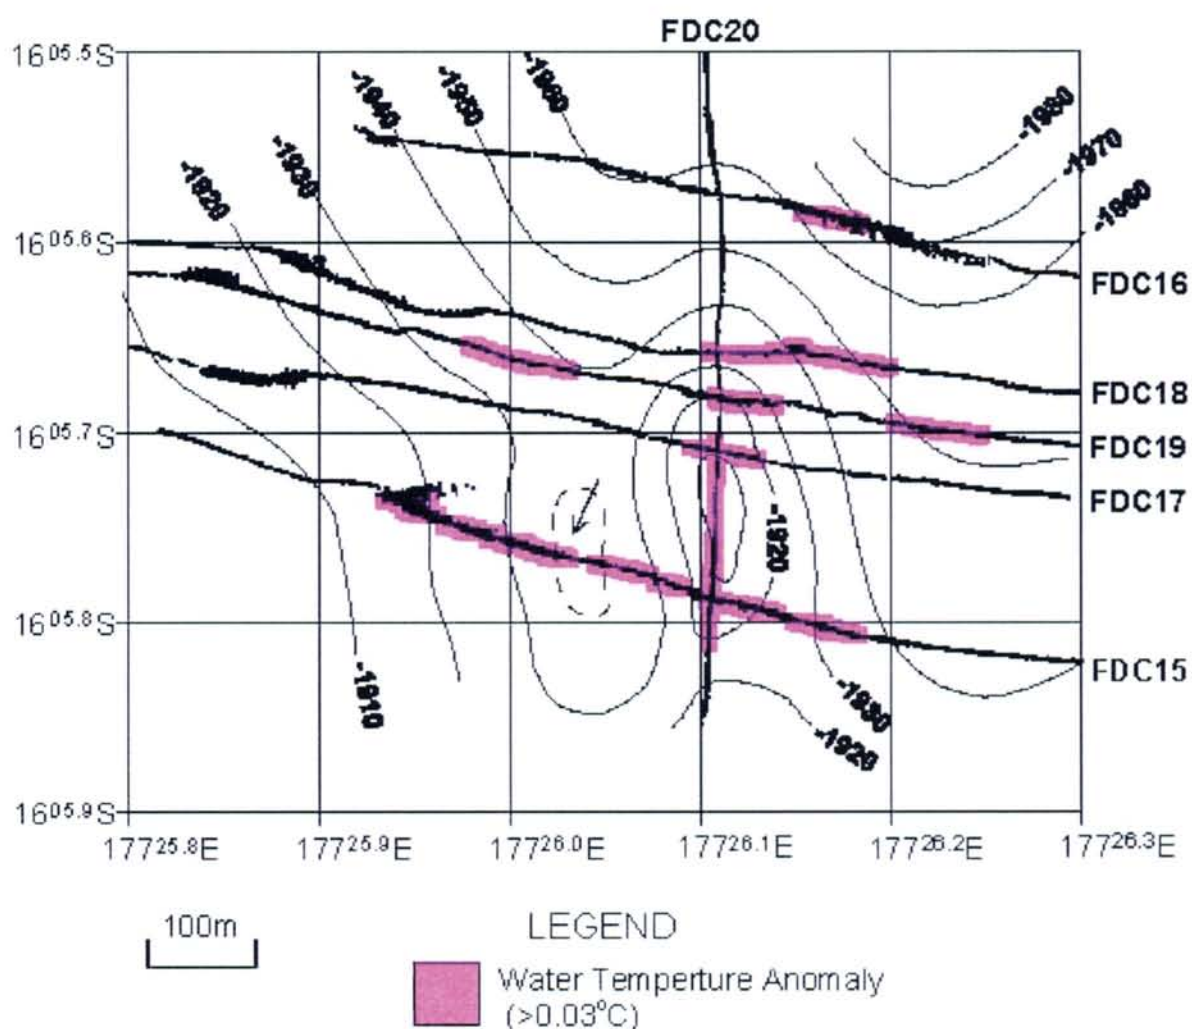 FDC20
16 05.5 S
-1940
-1950
-1960
-1980
-1970
-1960
-1930
-1920
16 05.6 S
FDC16
FDC18
16 05.7 S
FDC19
FDC17
-1920
16 05.8 S
FDC15
-1910
-1930
-1920
16 05.9 S
177 25.8 E
177 25.9 E
177 26.0 E
177 26.1 E
177 26.2 E
177 26.3 E
100m
LEGEND
Water Temperture Anomaly
(>0.03°C)